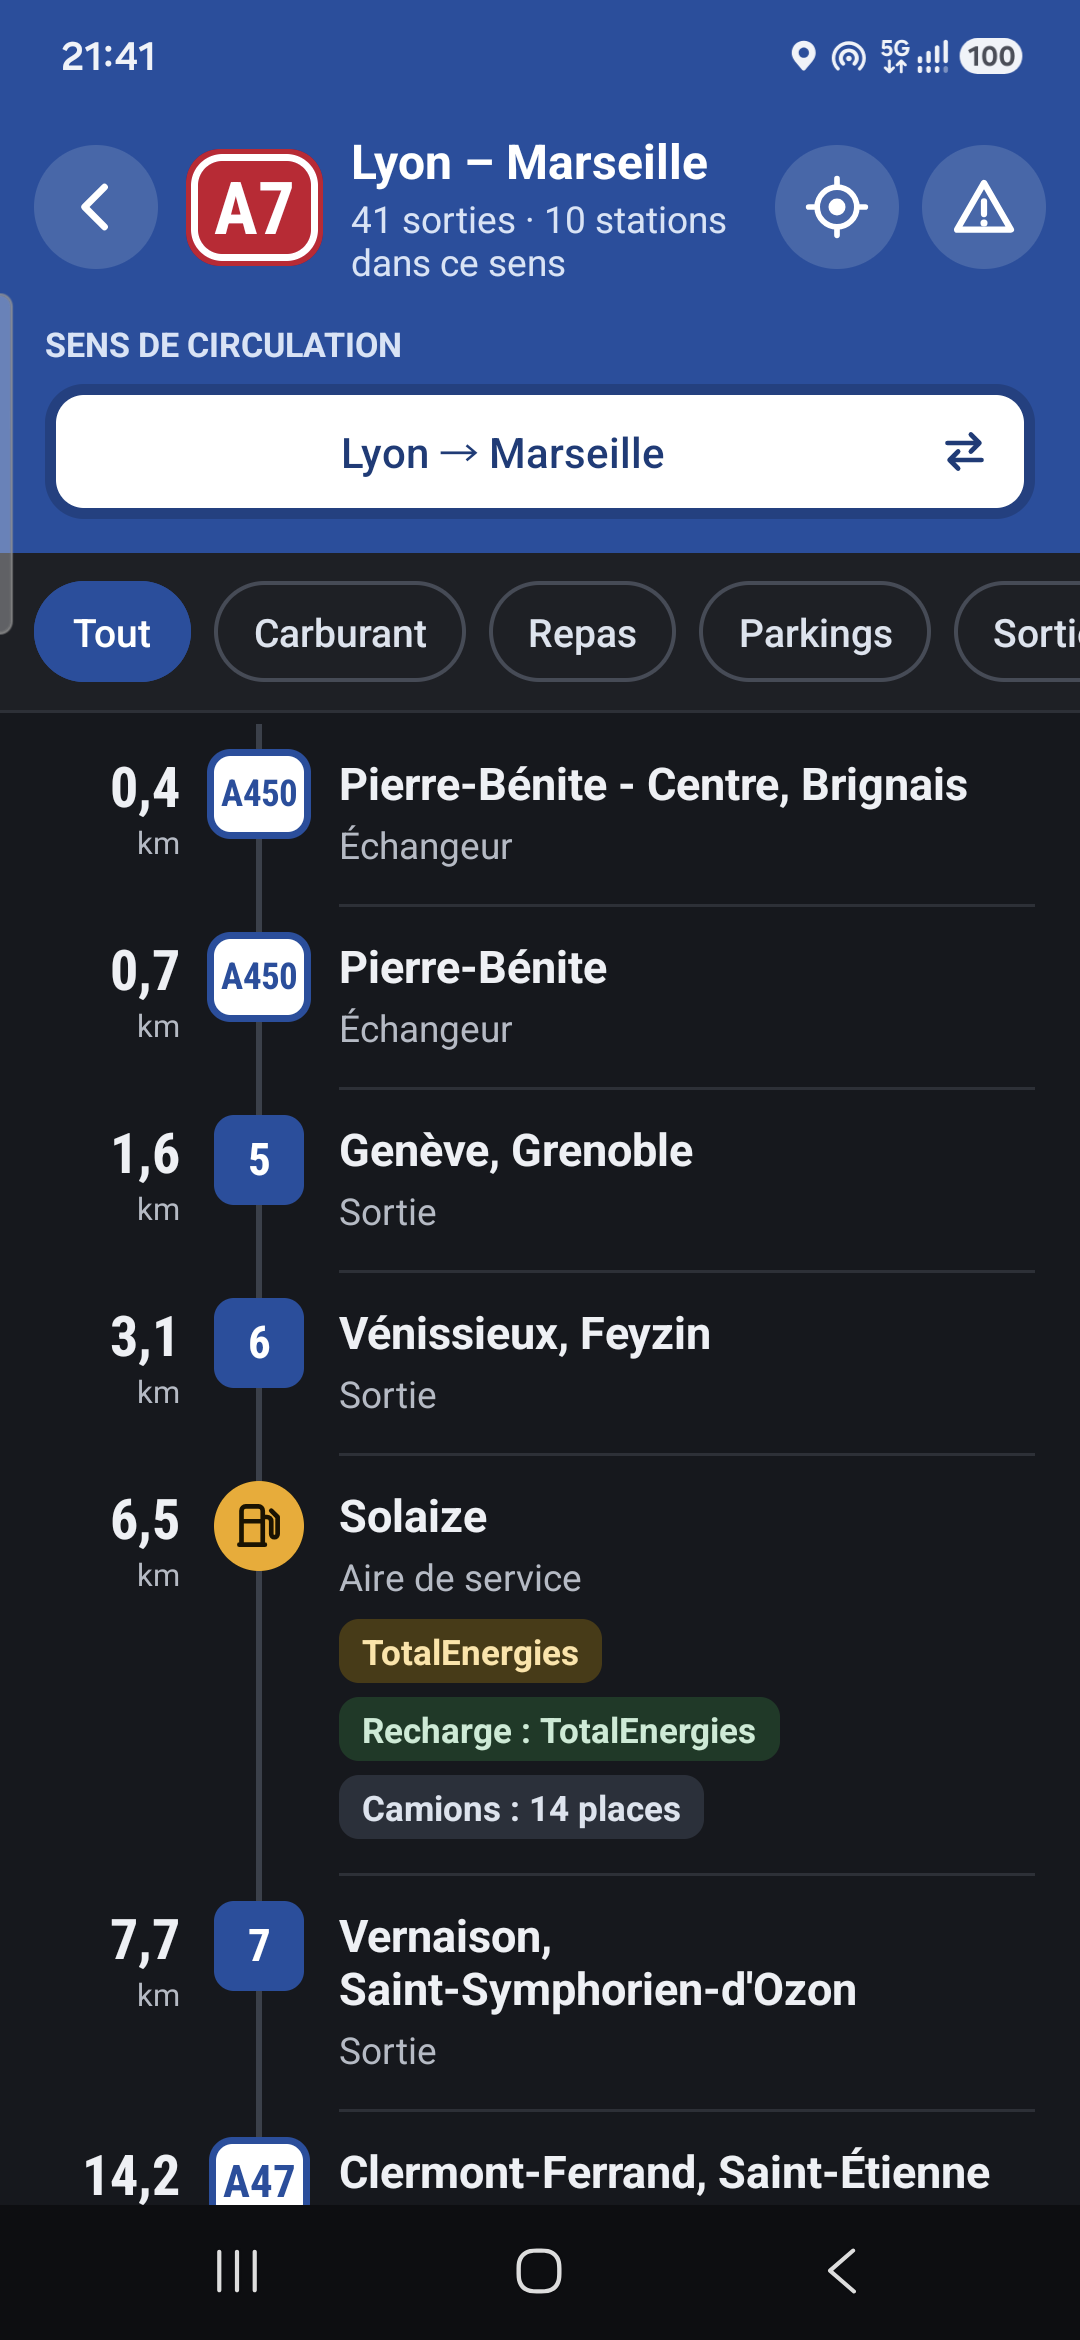 21:41
5G
100
A7
Lyon – Marseille
41 sorties · 10 stations
dans ce sens
SENS DE CIRCULATION
Lyon → Marseille
Tout
Carburant
Repas
Parkings
Sorti
0,4
km
A450
Pierre-Bénite - Centre, Brignais
Échangeur
0,7
km
A450
Pierre-Bénite
Échangeur
1,6
km
5
Genève, Grenoble
Sortie
3,1
km
6
Vénissieux, Feyzin
Sortie
6,5
km
Solaize
Aire de service
TotalEnergies
Recharge : TotalEnergies
Camions : 14 places
7,7
km
7
Vernaison,
Saint-Symphorien-d'Ozon
Sortie
14,2
A47
Clermont-Ferrand, Saint-Étienne